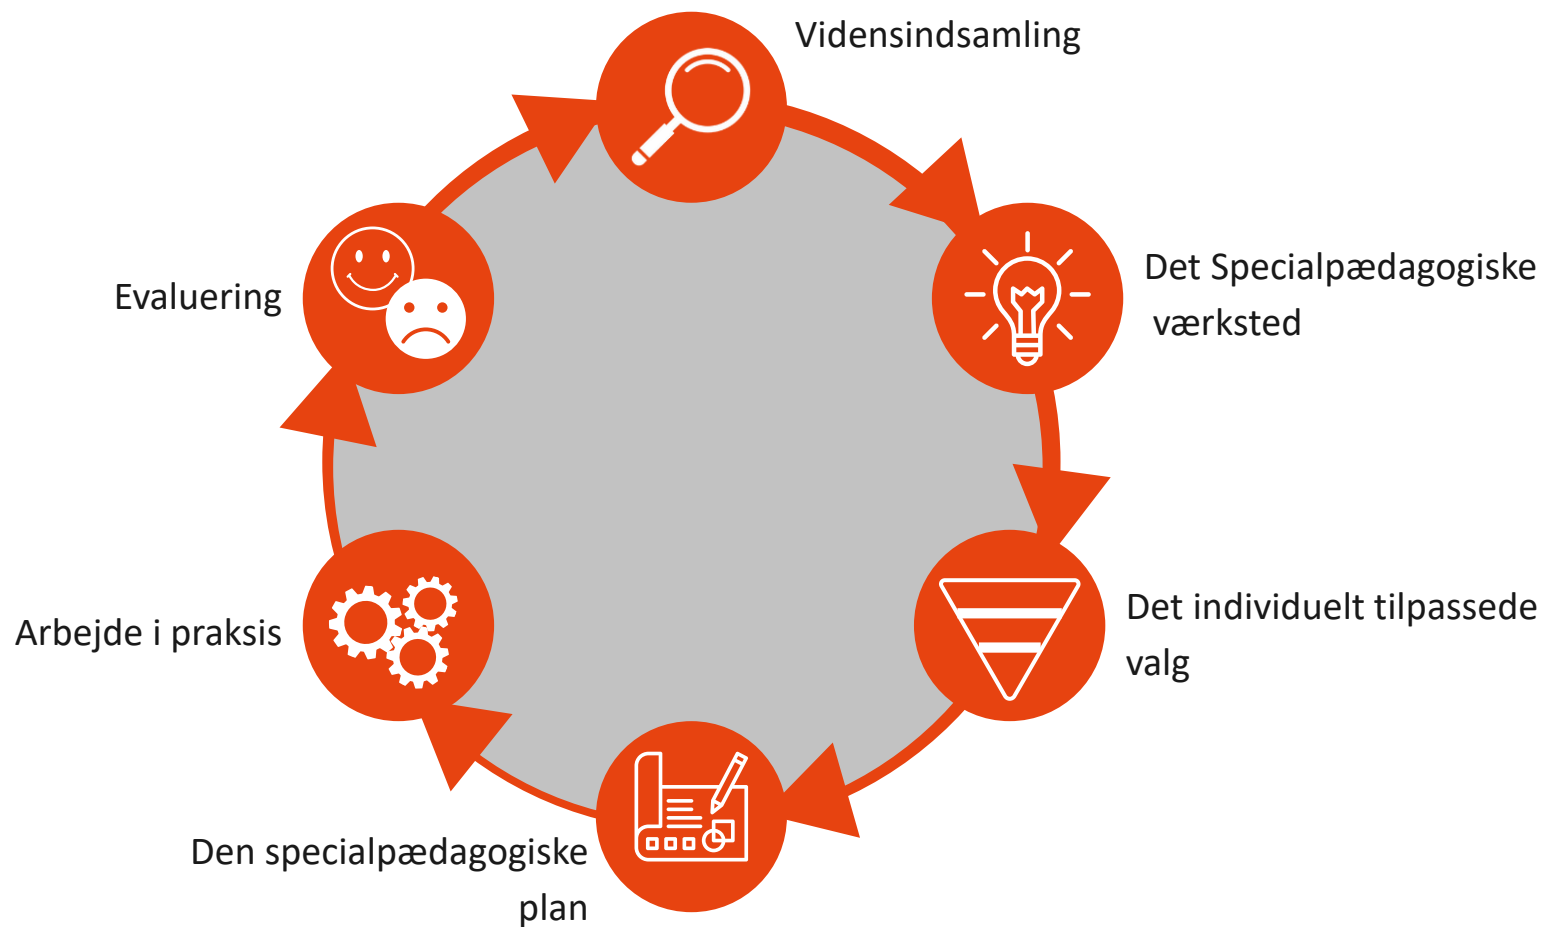 Vidensindsamling
Det Specialpædagogiske
værksted
Det individuelt tilpassede
valg
Den specialpædagogiske
plan
Arbejde i praksis
Evaluering